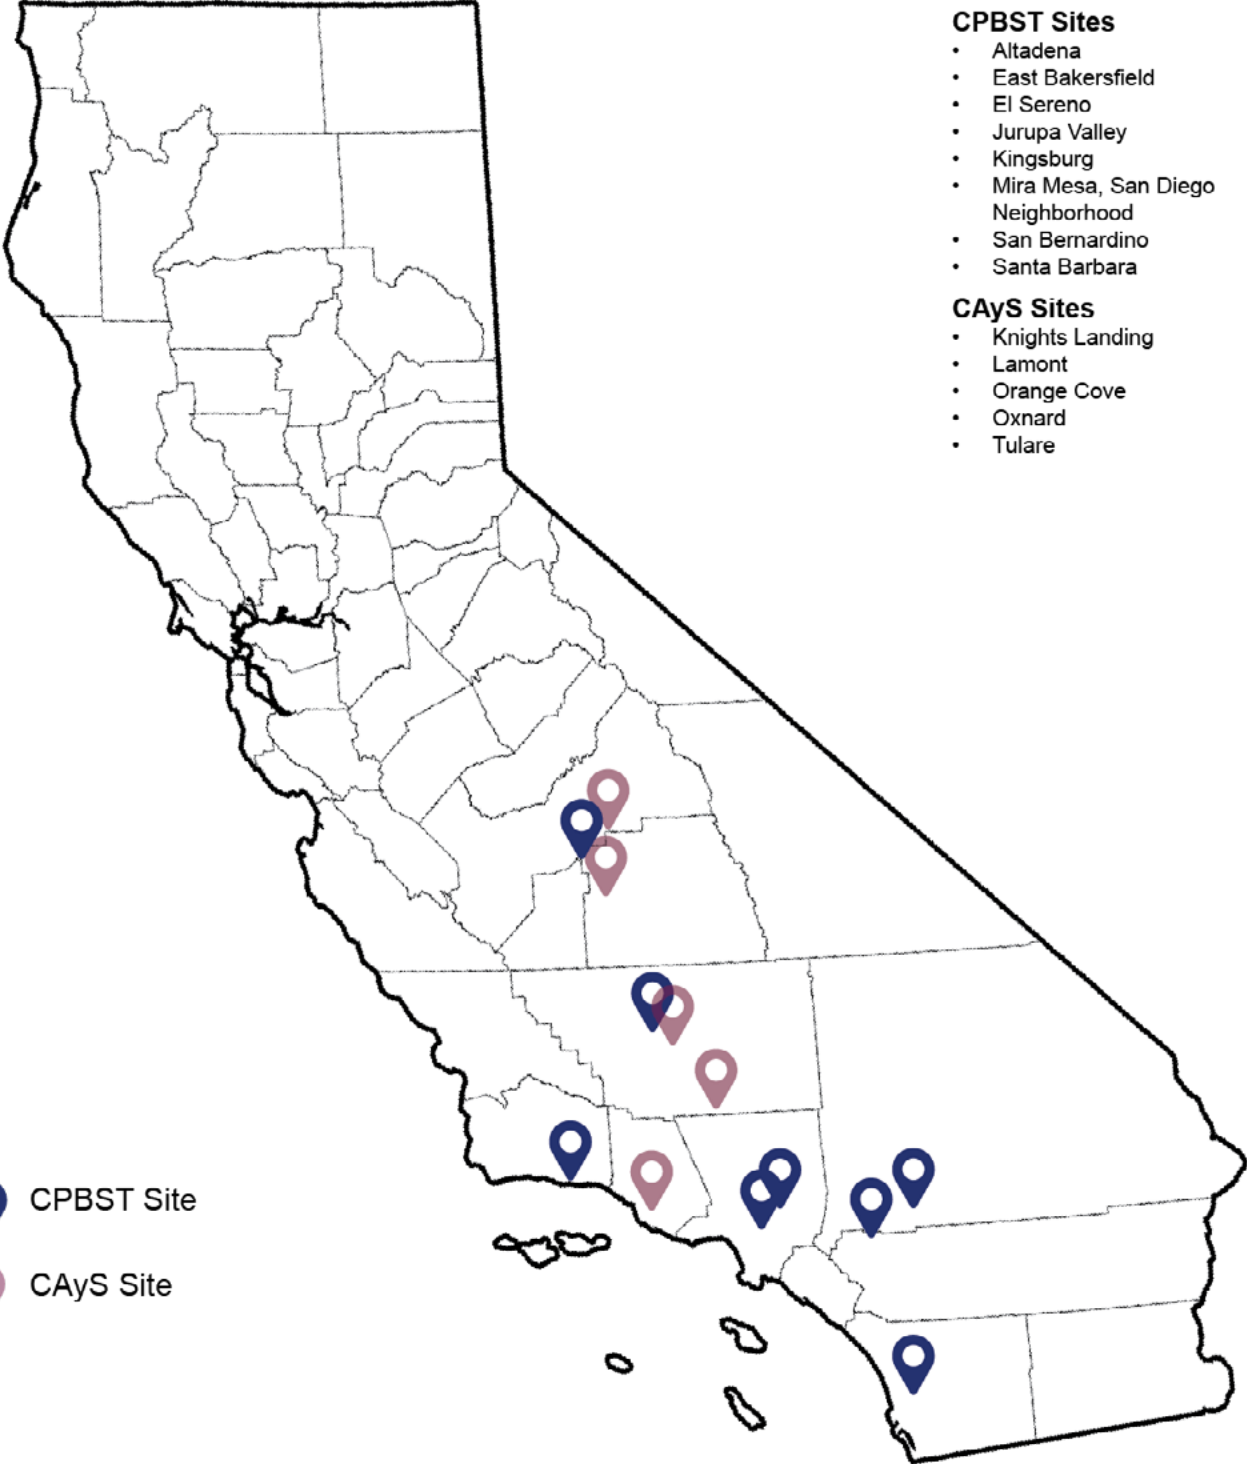 CPBST Sites
• Altadena
• East Bakersfield
• El Sereno
• Jurupa Valley
• Kingsburg
• Mira Mesa, San Diego
Neighborhood
• San Bernardino
• Santa Barbara
CAyS Sites
• Knights Landing
• Lamont
• Orange Cove
• Oxnard
• Tulare
CPBST Site
CAyS Site